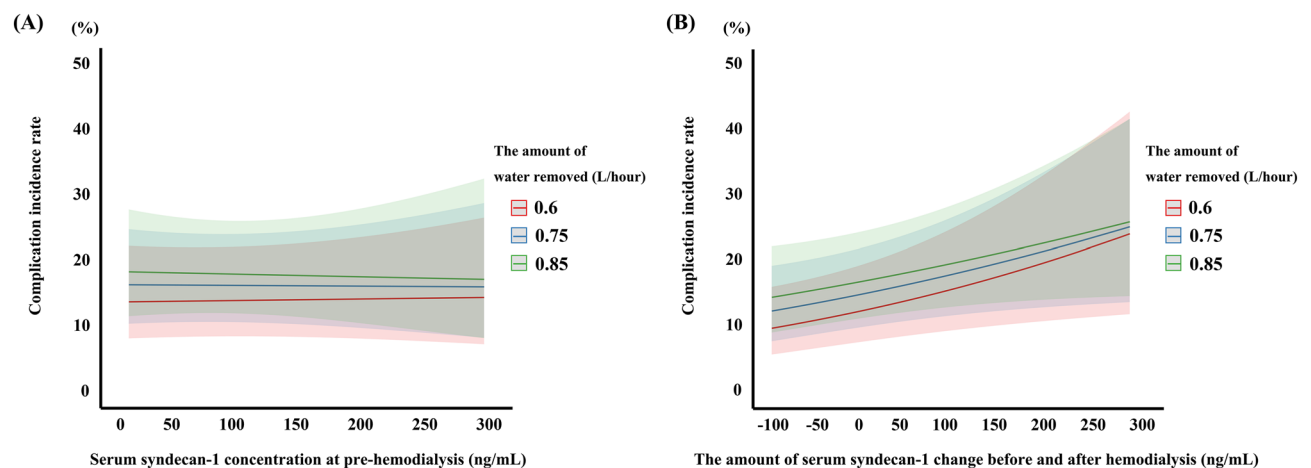 (A)
(%)
50
40
30
20
10
0
Complication incidence rate
0 50 100 150 200 250 300
Serum syndecan-1 concentration at pre-hemodialysis (ng/mL)
The amount of
water removed (L/hour)
0.6
0.75
0.85
(B)
(%)
50
40
30
20
10
0
Complication incidence rate
-100 -50 0 50 100 150 200 250 300
The amount of serum syndecan-1 change before and after hemodialysis (ng/mL)
The amount of
water removed (L/hour)
0.6
0.75
0.85